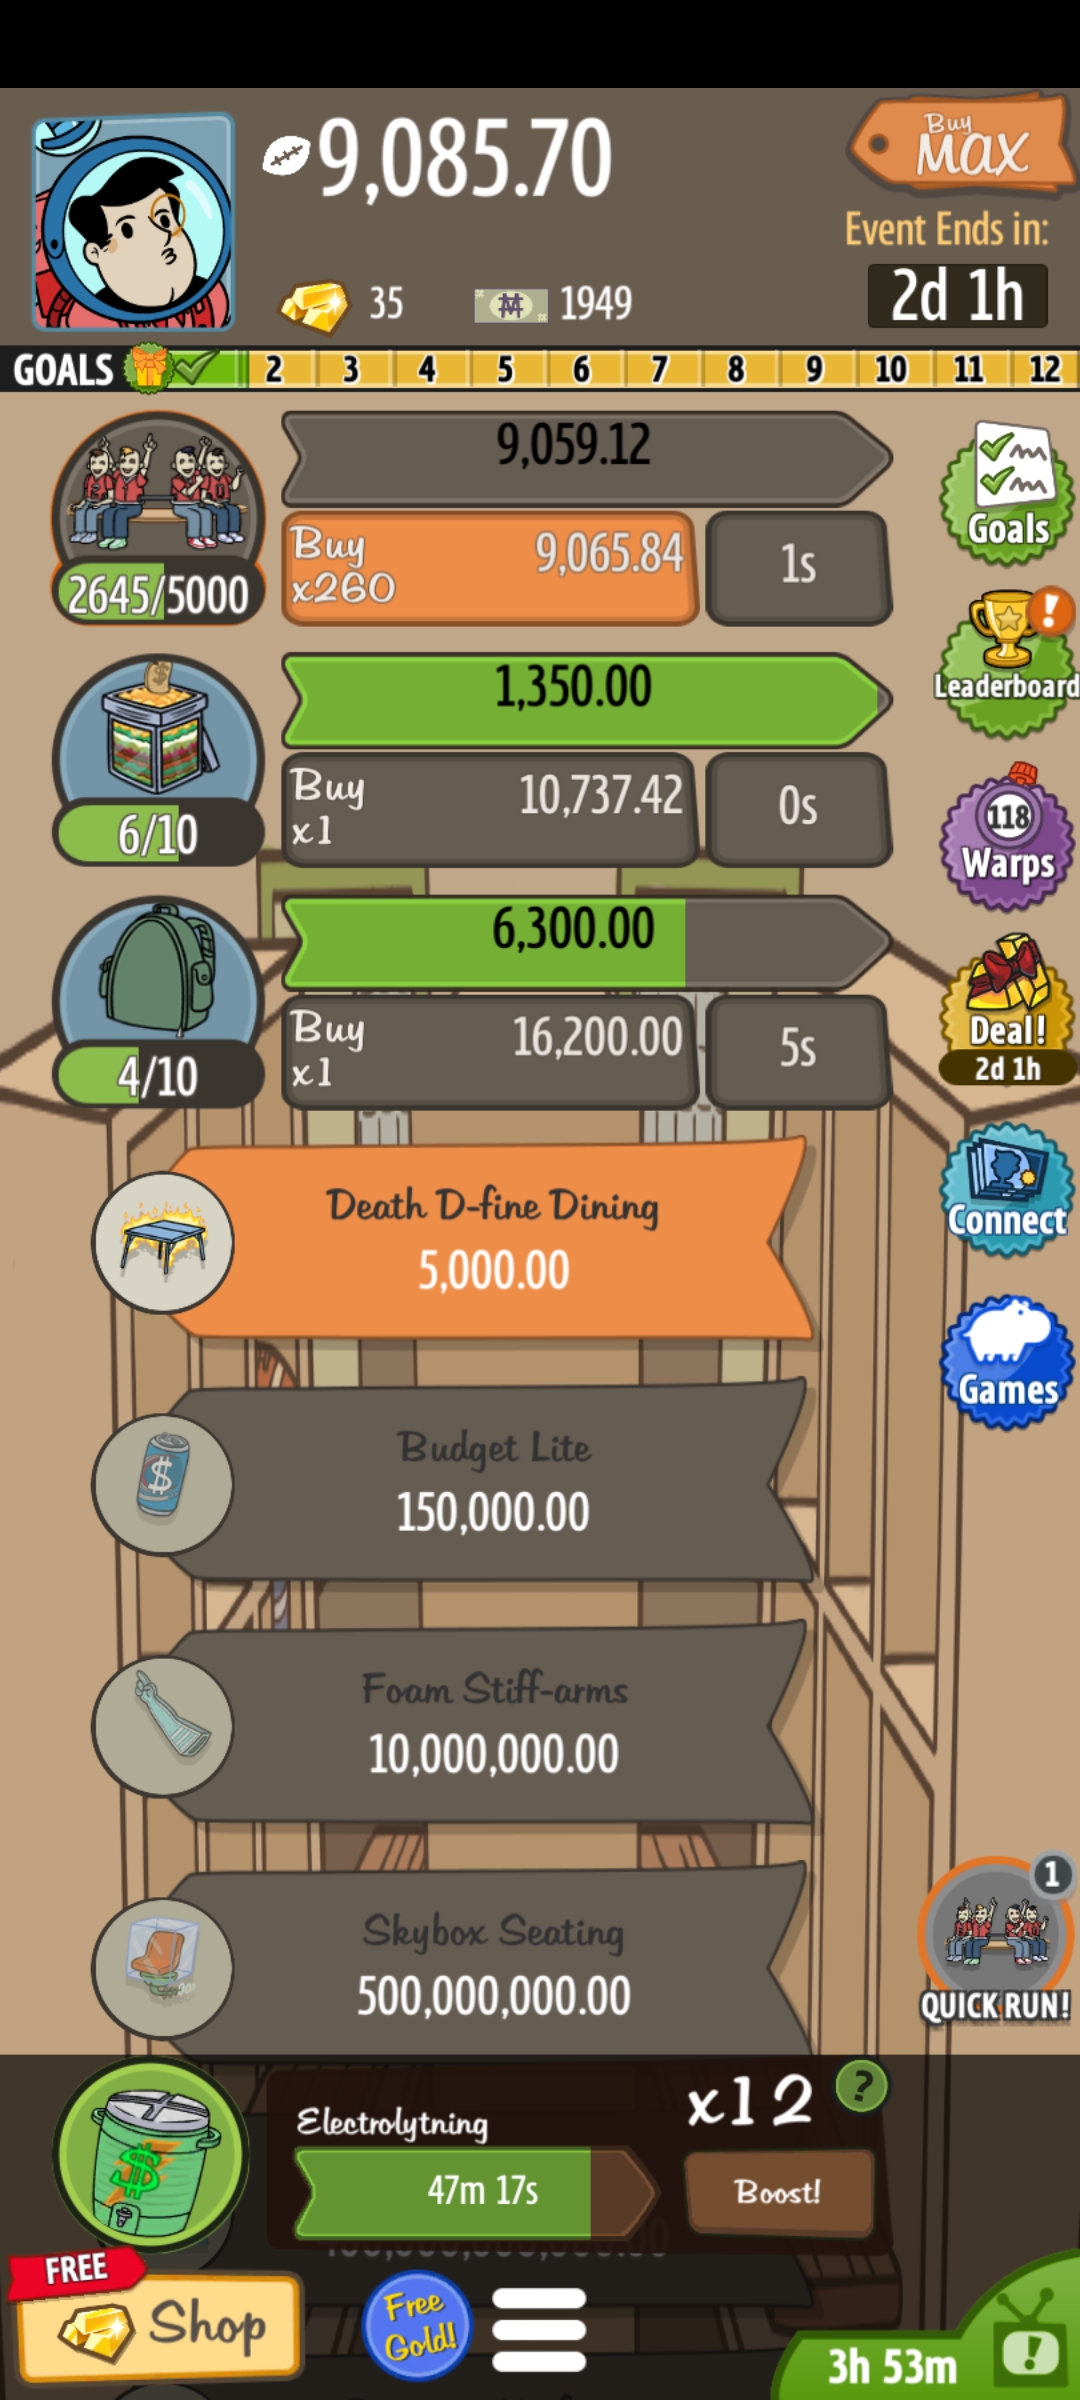 9,085.70
Buy
MAX
Event Ends in:
2d 1h
35
1949
GOALS 2 3 4 5 6 7 8 9 10 11 12
9,059.12
Buy
x260
9,065.84
1s
2645/5000
Goals
1,350.00
Buy
x1
10,737.42
0s
6/10
Leaderboard
118
Warps
6,300.00
Buy
x1
16,200.00
5s
4/10
Deal!
2d 1h
Death D-fine Dining
5,000.00
Connect
Budget Lite
150,000.00
Games
Foam Stiff-arms
10,000,000.00
Skybox Seating
500,000,000.00
1
QUICK RUN!
Electrolytning
x12
?
47m 17s
Boost!
FREE
Shop
Free
Gold!
3h 53m